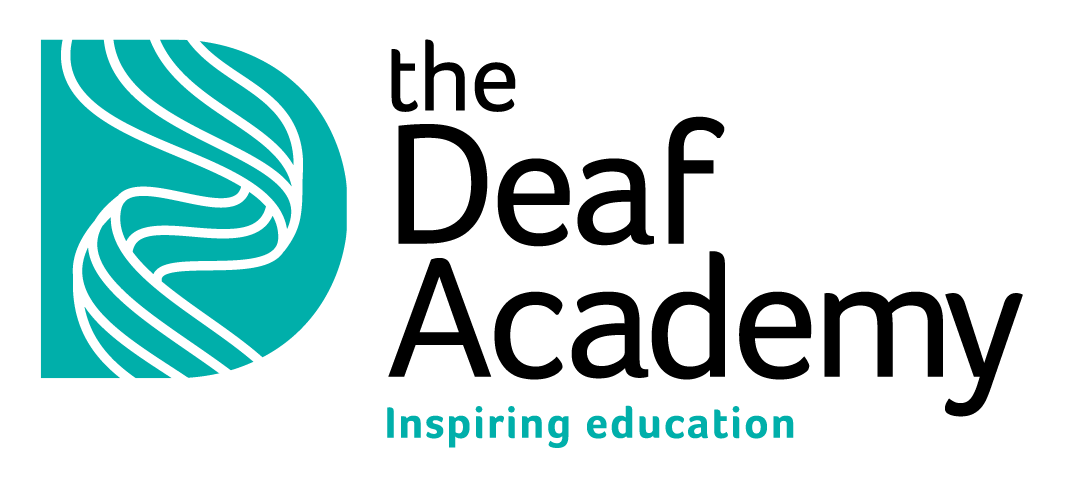 the
Deaf
Academy
Inspiring education